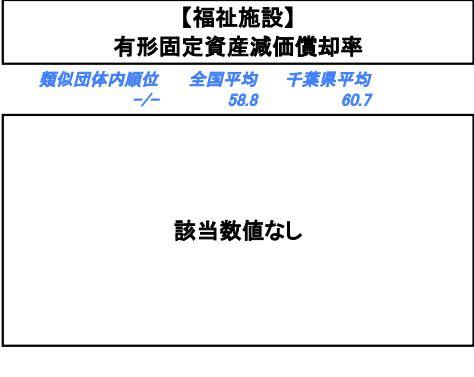 【福祉施設】
有形固定資産減価償却率
類似団体内順位 全国平均 千葉県平均
-/- 58.8 60.7
該当数値なし